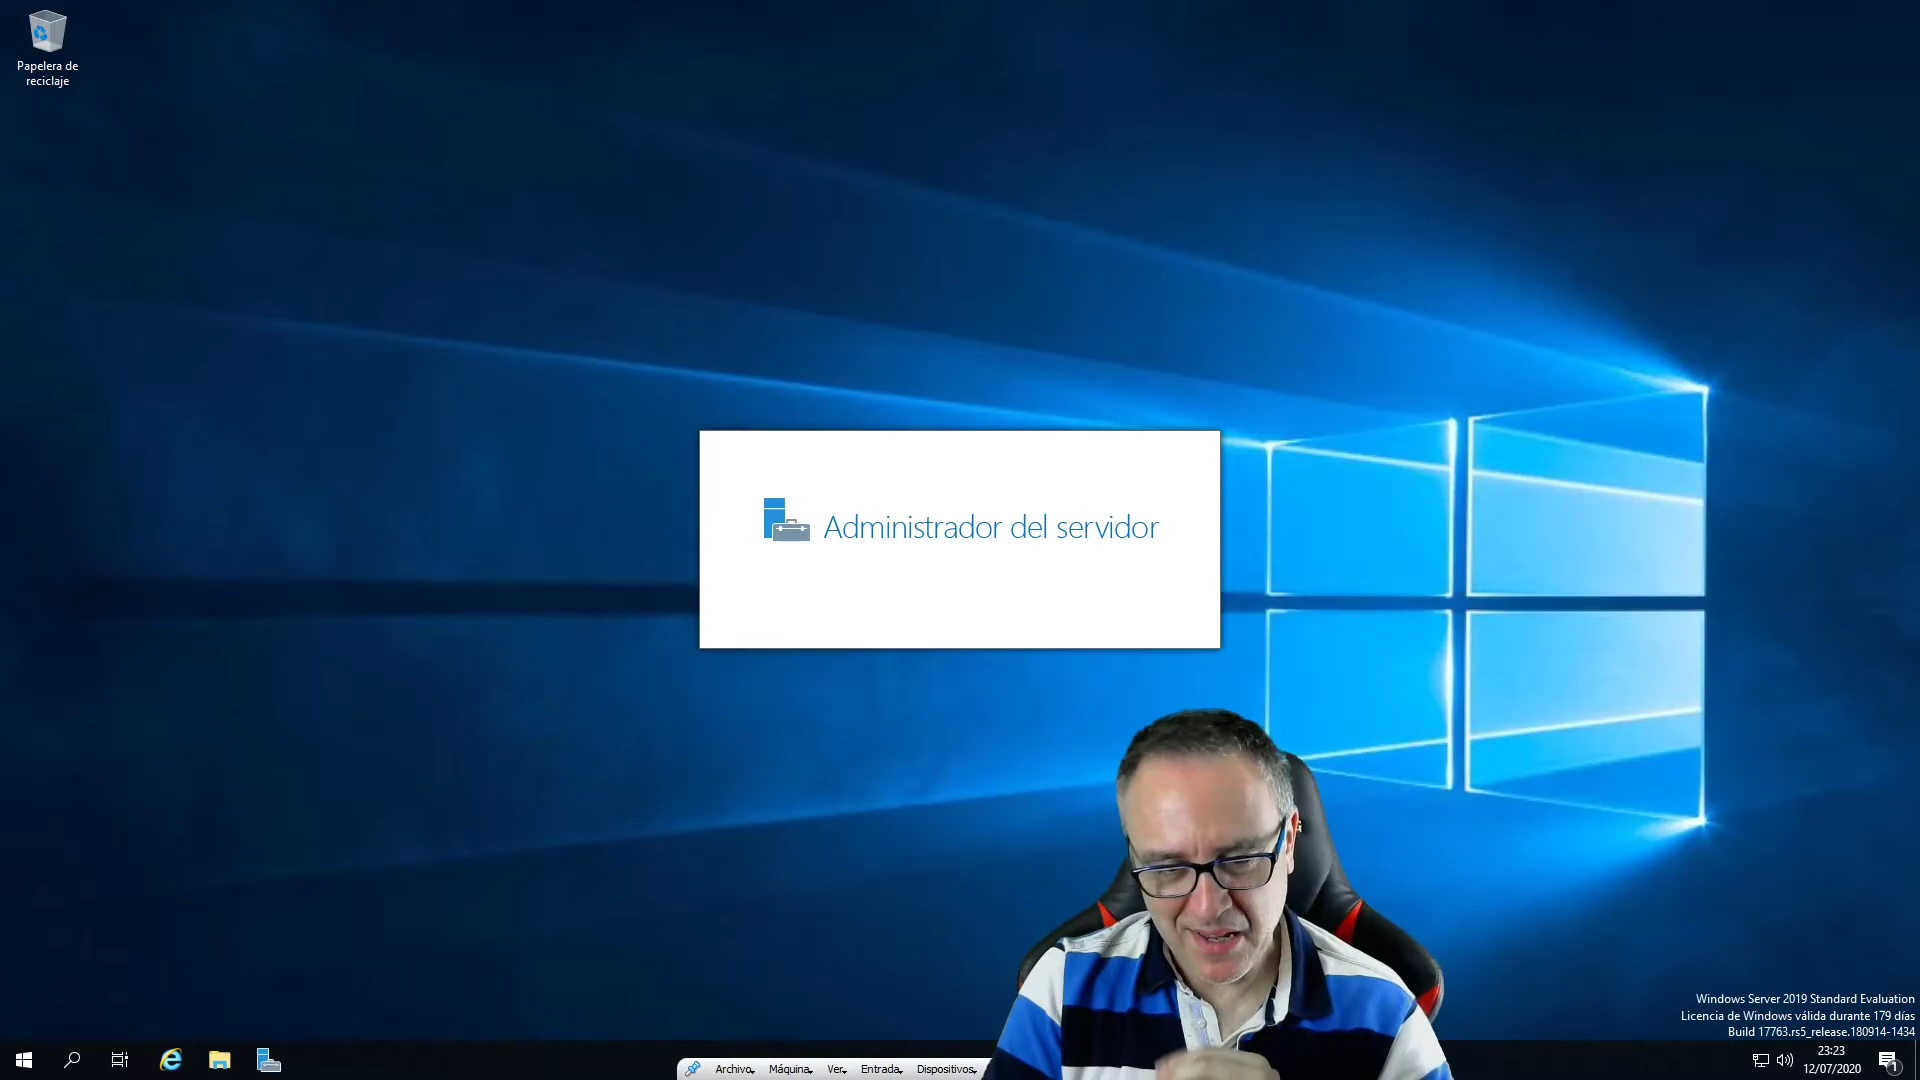 Papelera de
reciclaje
Administrador del servidor
Windows Server 2019 Standard Evaluation
Licencia de Windows válida durante 179 días
Build 17763.rs5_release.180914-1434
Archivo Máquina Ver Entrada Dispositivos
23:23
12/07/2020
1